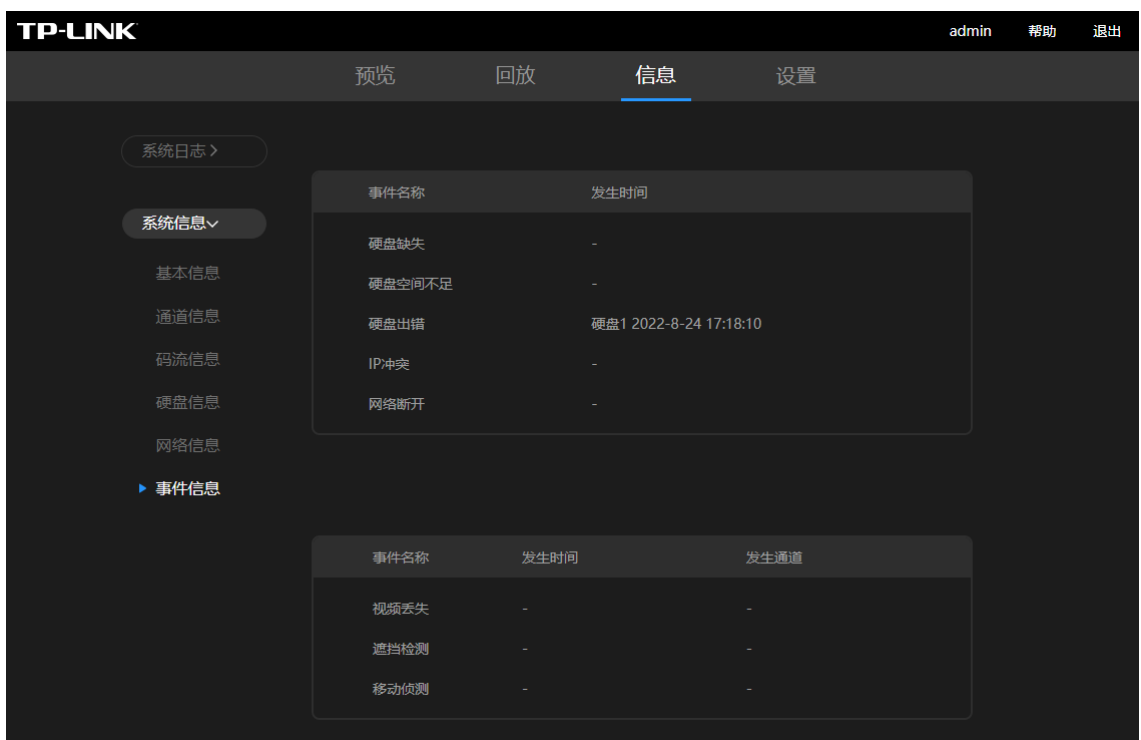 TP-LINK admin 帮助 退出
预览 回放 信息 设置
系统日志
系统信息
基本信息
通道信息
码流信息
硬盘信息
网络信息
事件信息
事件名称 发生时间
硬盘缺失 -
硬盘空间不足 -
硬盘出错 硬盘1 2022-8-24 17:18:10
IP冲突 -
网络断开 -
事件名称 发生时间 发生通道
视频丢失 - -
遮挡检测 - -
移动侦测 - -